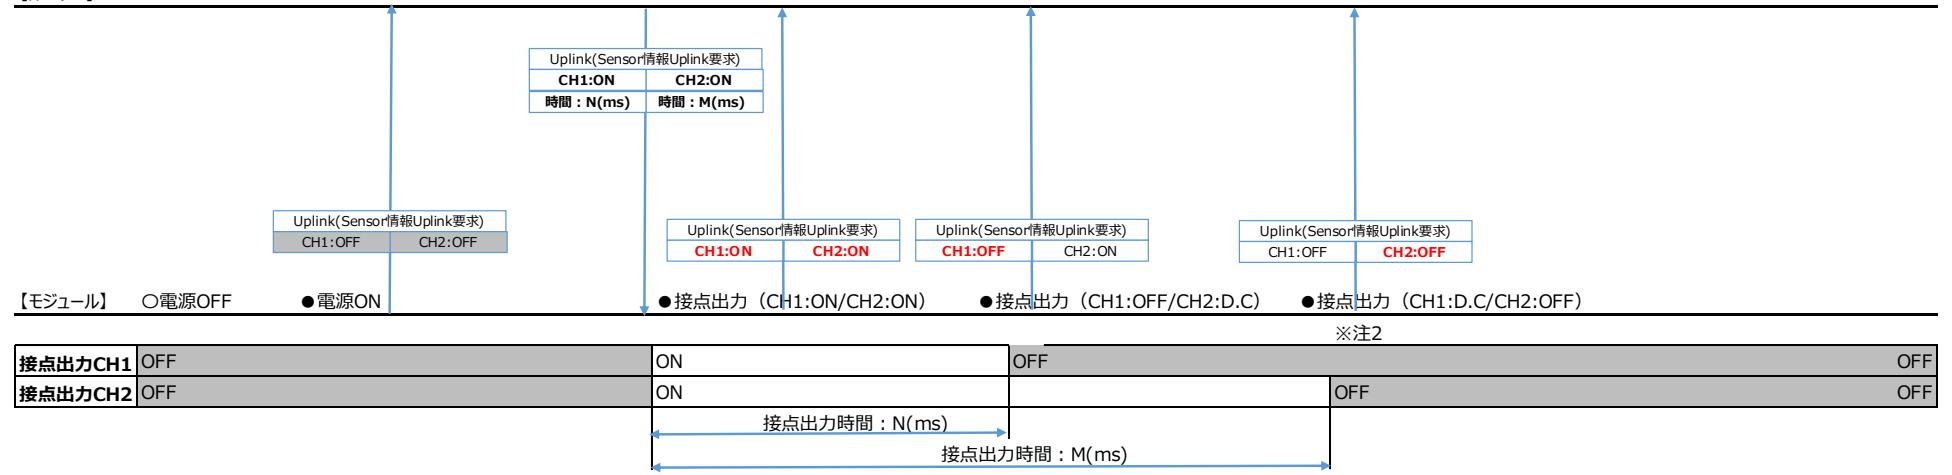 Uplink(Sensor情報Uplink要求)
CH1:ON CH2:ON
時間：N(ms) 時間：M(ms)
Uplink(Sensor情報Uplink要求)
CH1:OFF CH2:OFF
Uplink(Sensor情報Uplink要求)
CH1:ON CH2:ON
Uplink(Sensor情報Uplink要求)
CH1:OFF CH2:ON
Uplink(Sensor情報Uplink要求)
CH1:OFF CH2:OFF
【モジュール】 〇電源OFF ●電源ON ●接点出力（CH1:ON/CH2:ON） ●接点出力（CH1:OFF/CH2:D.C） ●接点出力（CH1:D.C/CH2:OFF）
※注2
接点出力CH1 OFF ON OFF OFF
接点出力CH2 OFF ON OFF OFF
接点出力時間：N(ms)
接点出力時間：M(ms)